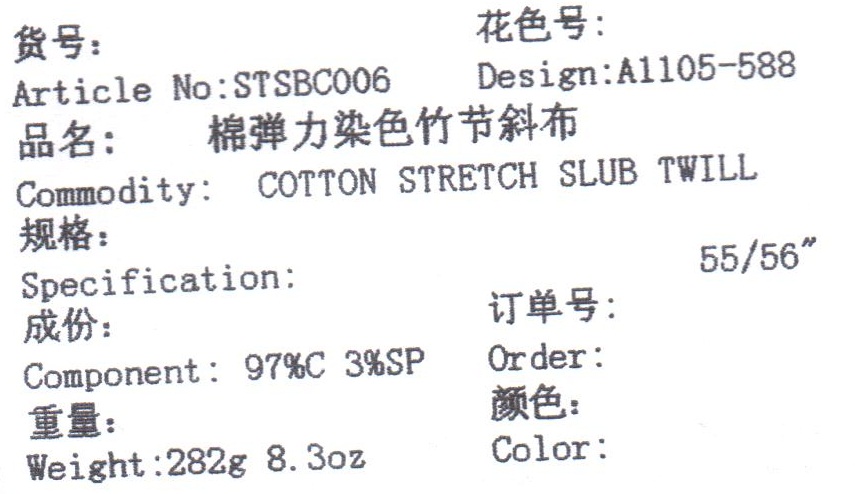 货号: 花色号:
Article No:STSBC006 Design:A1105-588
品名: 棉弹力染色竹节斜布
Commodity: COTTON STRETCH SLUB TWILL
规格:
Specification: 55/56″
成份: 订单号:
Component: 97%C 3%SP Order:
重量: 颜色:
Weight:282g 8.3oz Color: